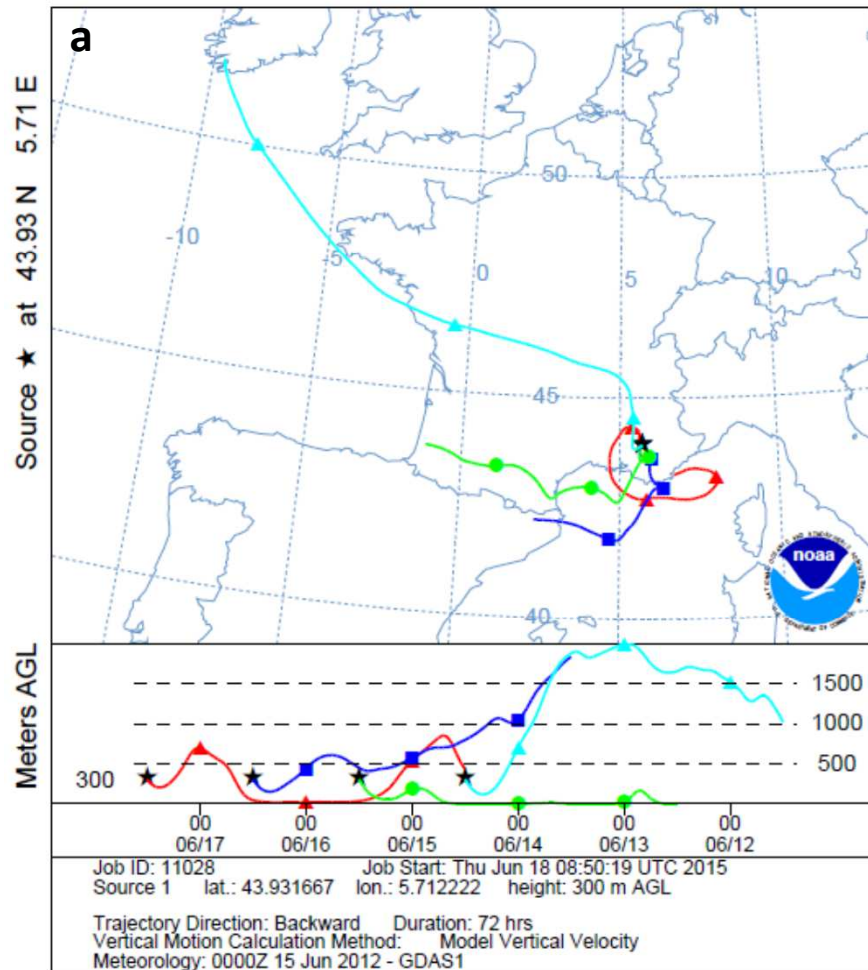 a
Source ★ at 43.93 N 5.71 E
-10
-5
0
5
10
50
45
40
noaa
Meters AGL
1500
1000
500
300
00 00 00 00 00 00
06/17 06/16 06/15 06/14 06/13 06/12
Job ID: 11028 Job Start: Thu Jun 18 08:50:19 UTC 2015
Source 1 lat.: 43.931667 lon.: 5.712222 height: 300 m AGL
Trajectory Direction: Backward Duration: 72 hrs
Vertical Motion Calculation Method: Model Vertical Velocity
Meteorology: 0000Z 15 Jun 2012 - GDAS1